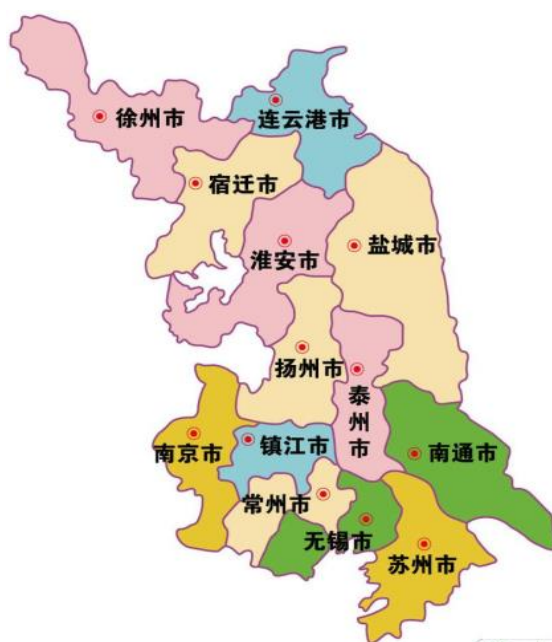 徐州市
连云港市
宿迁市
淮安市
盐城市
扬州市
泰州市
南京市
镇江市
南通市
常州市
无锡市
苏州市